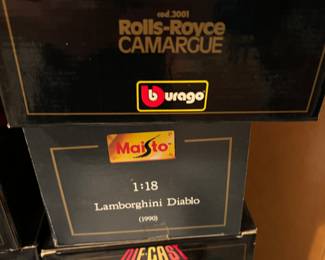 cod.3001
Rolls-Royce
CAMARGUE
burago
Maisto
1:18
Lamborghini Diablo
(1990)
DIE-CAST